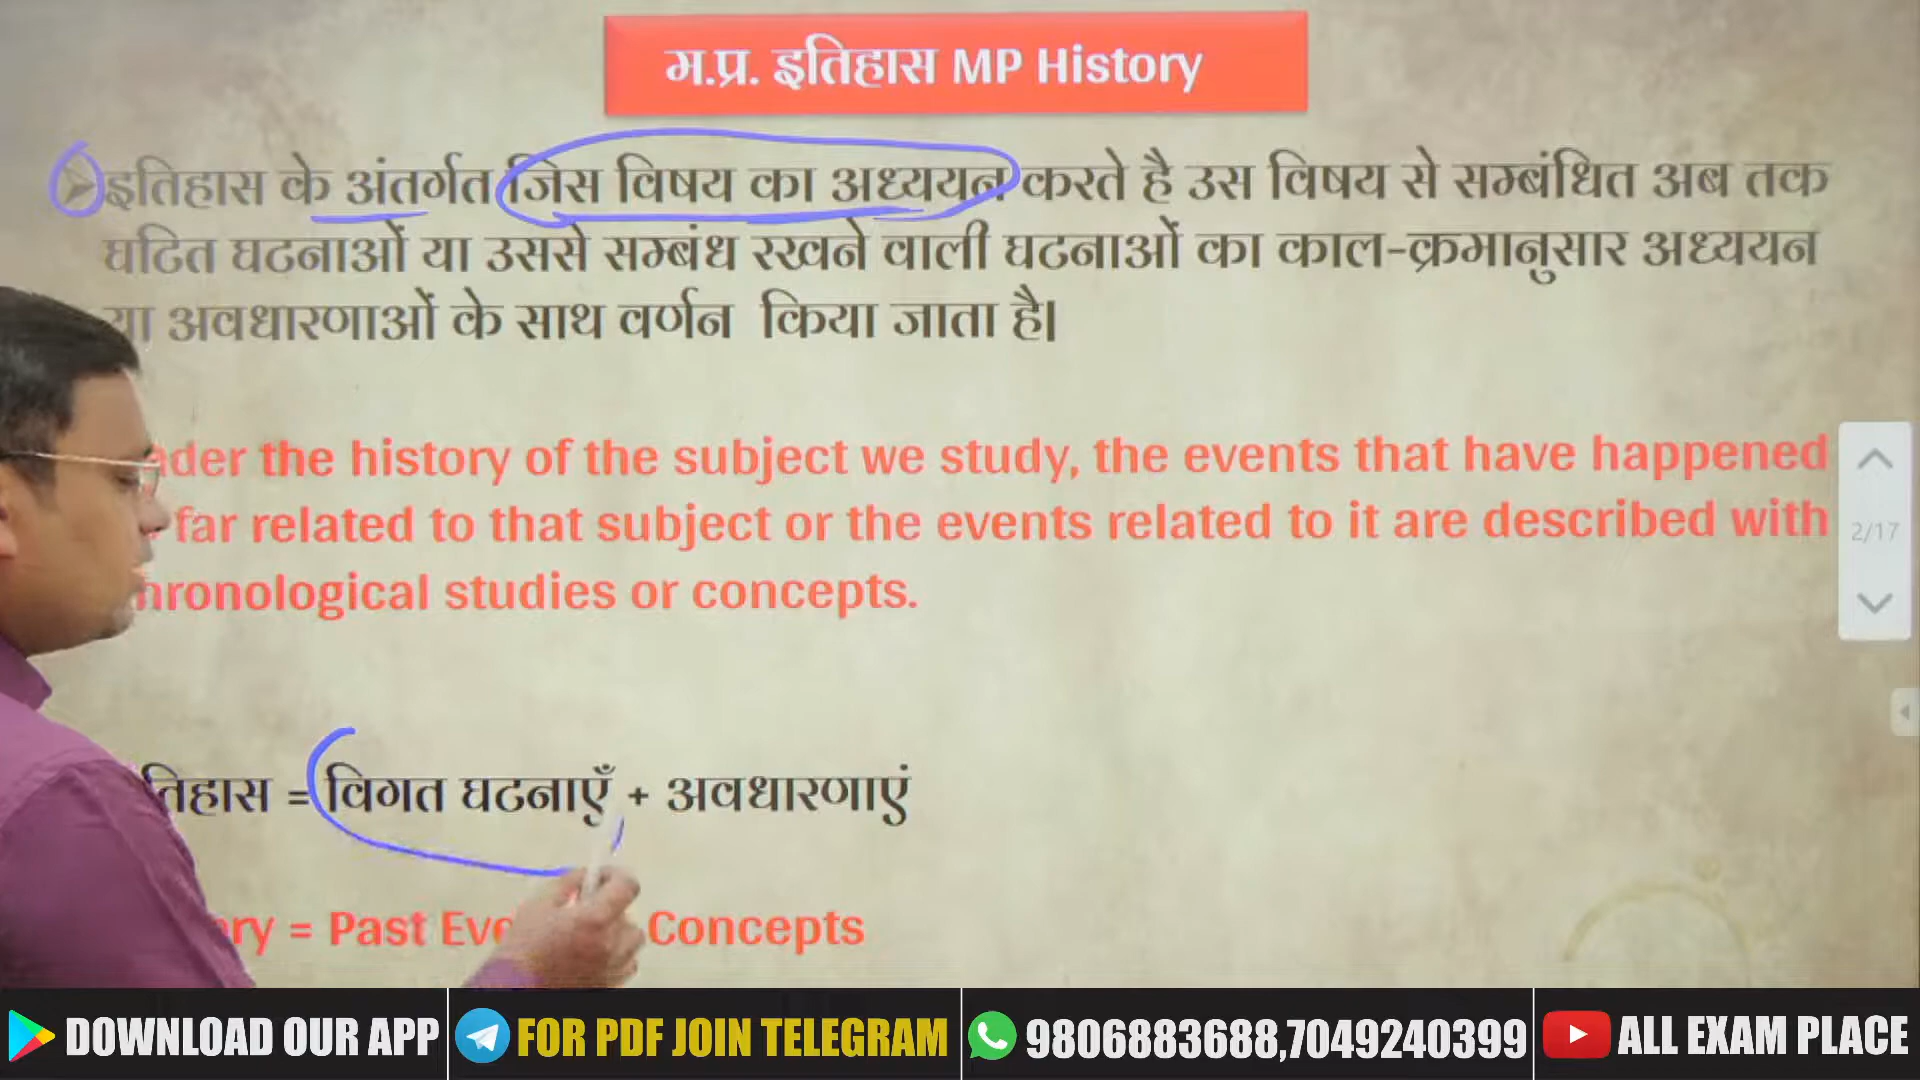 म.प्र. इतिहास MP History
इतिहास के अंतर्गत जिस विषय का अध्ययन करते है उस विषय से सम्बंधित अब तक
घटित घटनाओं या उससे सम्बंध रखने वाली घटनाओं का काल-क्रमानुसार अध्ययन
या अवधारणाओं के साथ वर्णन किया जाता है।
the history of the subject we study, the events that have happened
far related to that subject or the events related to it are described with
studies or concepts.
2/17
= विगत घटनाएँ + अवधारणाएं
= Past Concepts
DOWNLOAD OUR APP
FOR PDF JOIN TELEGRAM
9806883688,7049240399
ALL EXAM PLACE